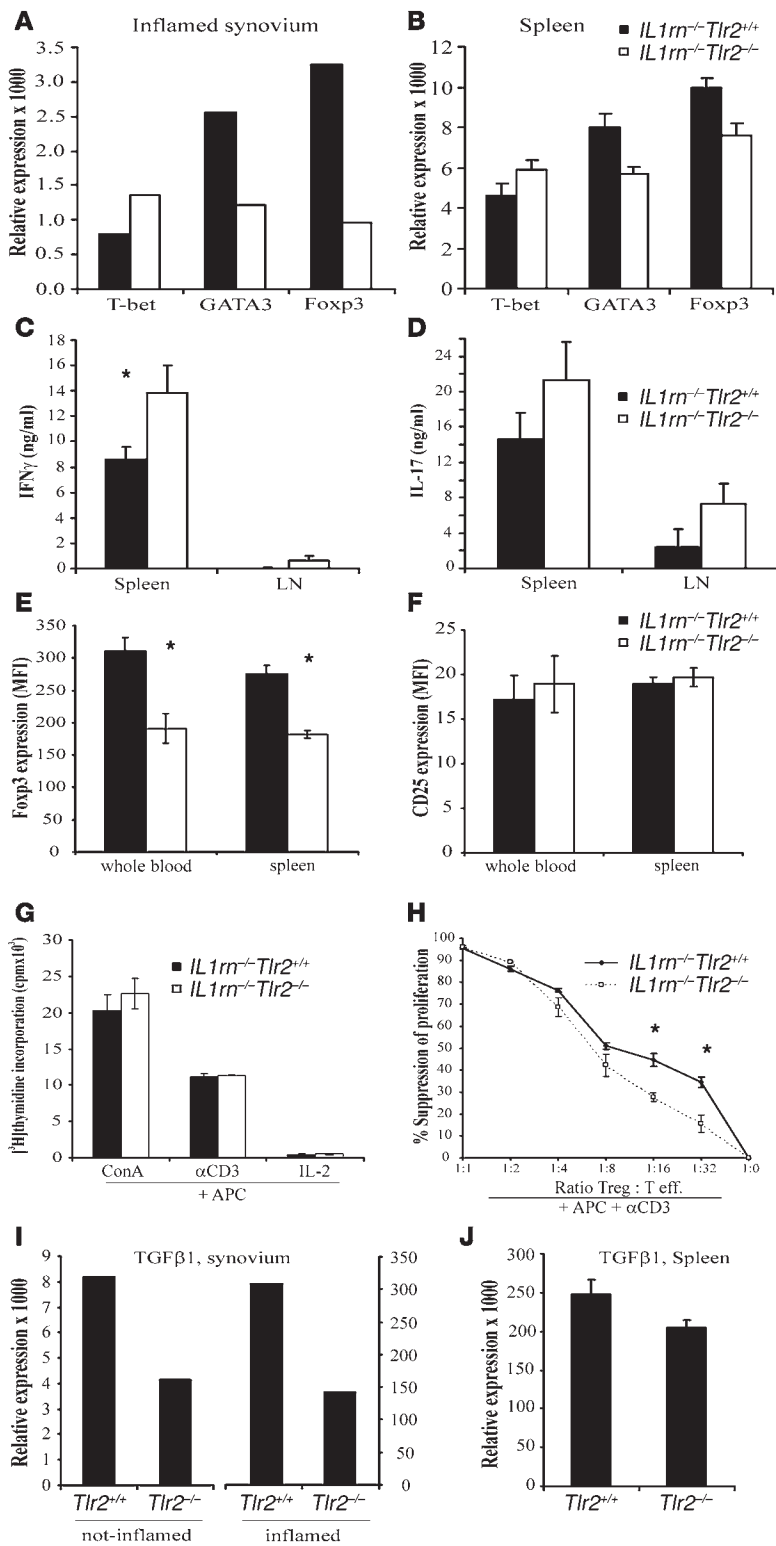 A
Inflamed synovium
Relative expression x 1000
3.5
3.0
2.5
2.0
1.5
1.0
0.5
0.0
T-bet GATA3 Foxp3
B
Spleen
IL1rn–/–Tlr2+/+
IL1rn–/–Tlr2–/–
Relative expression x 1000
12
10
8
6
4
2
0
T-bet GATA3 Foxp3
C
IFNγ (ng/ml)
18
16
14
12
10
8
6
4
2
0
*
Spleen LN
D
IL1rn–/–Tlr2+/+
IL1rn–/–Tlr2–/–
IL-17 (ng/ml)
24
20
16
12
8
4
0
Spleen LN
E
Foxp3 expression (MFI)
350
300
250
200
150
100
50
0
* *
whole blood spleen
F
IL1rn–/–Tlr2+/+
IL1rn–/–Tlr2–/–
CD25 expression (MFI)
25
20
15
10
5
0
whole blood spleen
G
IL1rn–/–Tlr2+/+
IL1rn–/–Tlr2–/–
[³H]thymidine incorporation (cpmx10³)
30
25
20
15
10
5
0
ConA αCD3 IL-2
+ APC
H
IL1rn–/–Tlr2+/+
IL1rn–/–Tlr2–/–
% Suppression of proliferation
100
90
80
70
60
50
40
30
20
10
0
* *
1:1 1:2 1:4 1:8 1:16 1:32 1:0
Ratio Treg : T eff.
+ APC + αCD3
I
TGFβ1, synovium
Relative expression x 1000
9
8
7
6
5
4
3
2
1
0
350
300
250
200
150
100
50
0
Tlr2+/+ Tlr2–/– Tlr2+/+ Tlr2–/–
not-inflamed inflamed
J
TGFβ1, Spleen
Relative expression x 1000
300
250
200
150
100
50
0
Tlr2+/+ Tlr2–/–